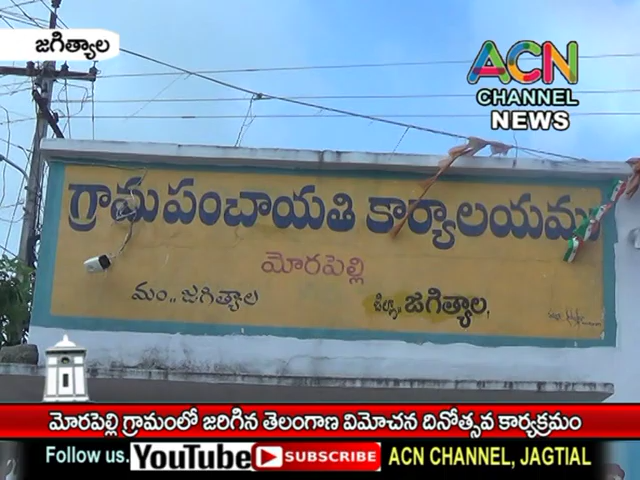 జగిత్యాల
ACN
CHANNEL
NEWS
గ్రామ పంచాయతి కార్యాలయము
మోరపెల్లి
మం.. జగిత్యాల
జిల్లా.. జగిత్యాల.
మోరపెల్లి గ్రామంలో జరిగిన తెలంగాణ విమోచన దినోత్సవ కార్యక్రమం
Follow us. YouTube SUBSCRIBE ACN CHANNEL, JAGTIAL